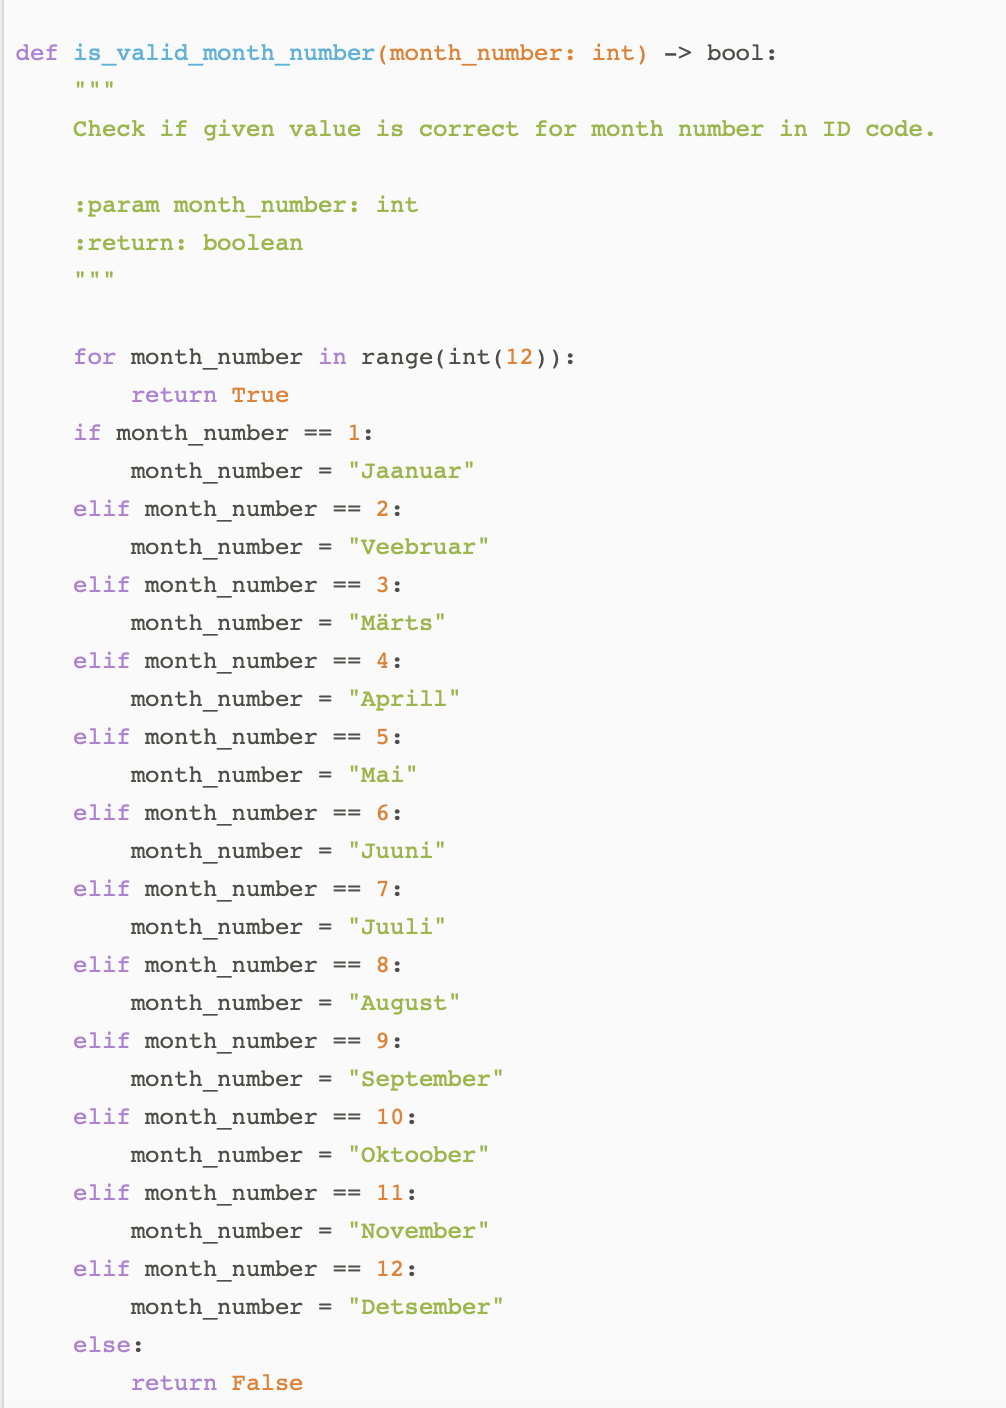 def is_valid_month_number(month_number: int) -> bool:
    """
    Check if given value is correct for month number in ID code.

    :param month_number: int
    :return: boolean
    """

    for month_number in range(int(12)):
        return True
    if month_number == 1:
        month_number = "Jaanuar"
    elif month_number == 2:
        month_number = "Veebruar"
    elif month_number == 3:
        month_number = "Märts"
    elif month_number == 4:
        month_number = "Aprill"
    elif month_number == 5:
        month_number = "Mai"
    elif month_number == 6:
        month_number = "Juuni"
    elif month_number == 7:
        month_number = "Juuli"
    elif month_number == 8:
        month_number = "August"
    elif month_number == 9:
        month_number = "September"
    elif month_number == 10:
        month_number = "Oktoober"
    elif month_number == 11:
        month_number = "November"
    elif month_number == 12:
        month_number = "Detsember"
    else:
        return False